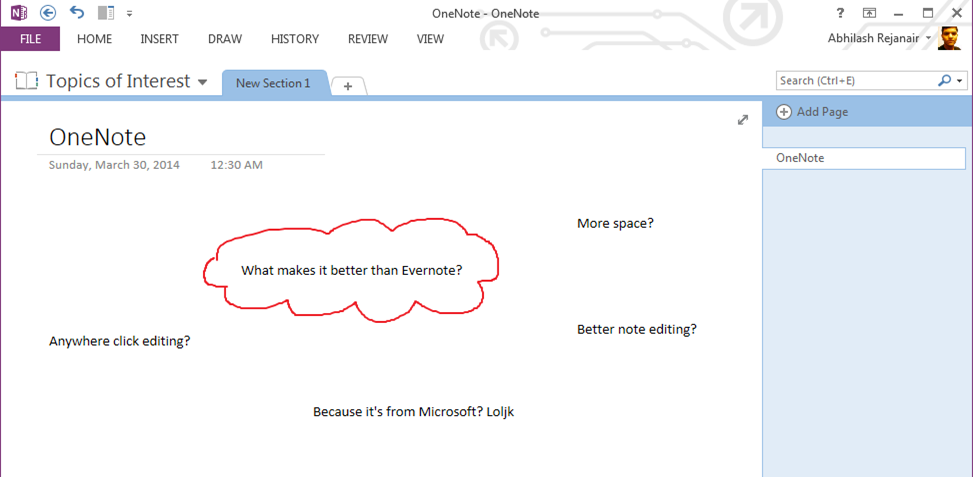 OneNote - OneNote
?
FILE HOME INSERT DRAW HISTORY REVIEW VIEW
Abhilash Rejanair
Topics of Interest
New Section 1
+
Search (Ctrl+E)
Add Page
OneNote
OneNote
Sunday, March 30, 2014 12:30 AM
More space?
What makes it better than Evernote?
Better note editing?
Anywhere click editing?
Because it's from Microsoft? Loljk